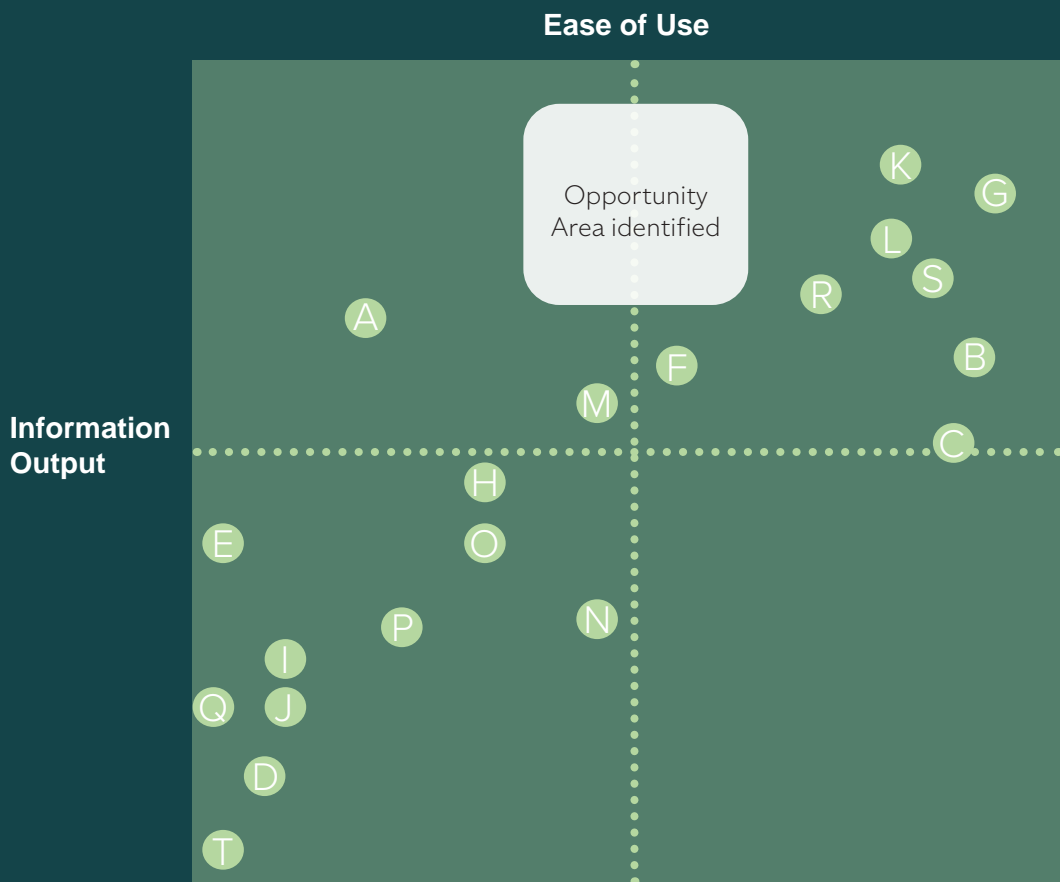 Ease of Use
K
G
Opportunity
Area identified
L
S
R
A
B
F
M
Information
Output
C
H
E
O
N
P
I
Q
J
D
T